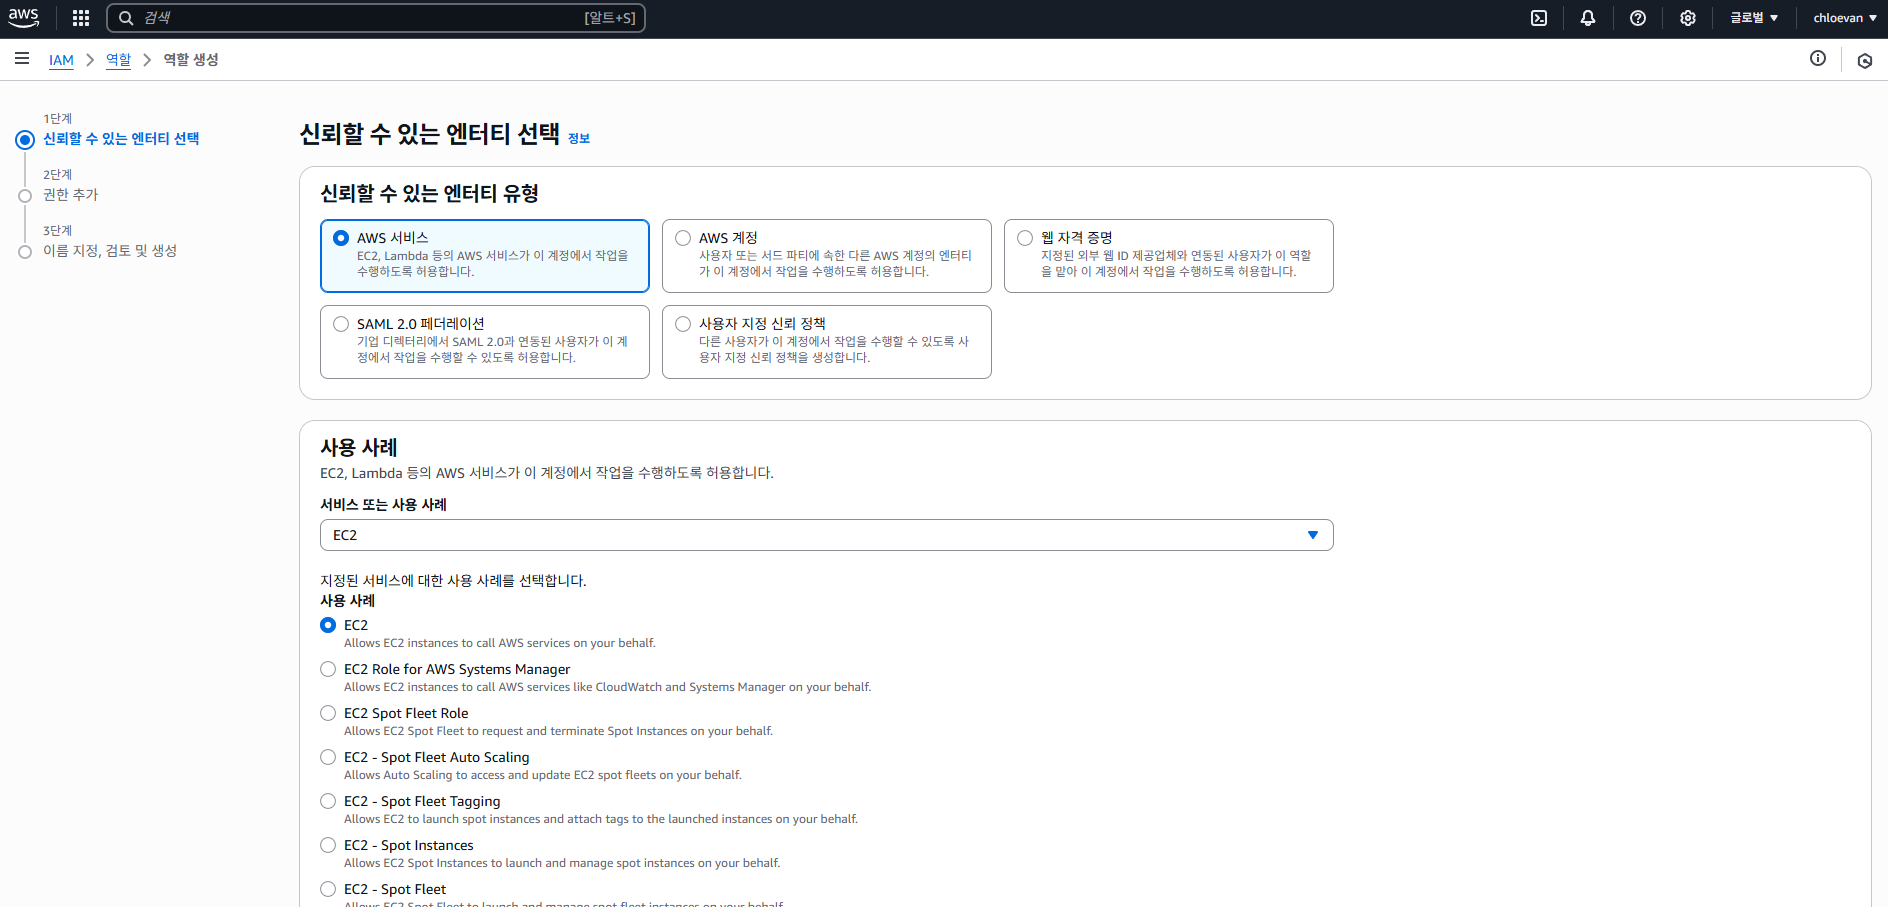 aws
검색
[알트+S]
글로벌
chloevan
IAM
역할
역할 생성
1단계
신뢰할 수 있는 엔터티 선택
2단계
권한 추가
3단계
이름 지정, 검토 및 생성
신뢰할 수 있는 엔터티 선택 정보
신뢰할 수 있는 엔터티 유형
AWS 서비스
EC2, Lambda 등의 AWS 서비스가 이 계정에서 작업을
수행하도록 허용합니다.
AWS 계정
사용자 또는 서드 파티에 속한 다른 AWS 계정의 엔터티
가 이 계정에서 작업을 수행하도록 허용합니다.
웹 자격 증명
지정된 외부 웹 ID 제공업체와 연동된 사용자가 이 역할
을 맡아 이 계정에서 작업을 수행하도록 허용합니다.
SAML 2.0 페더레이션
기업 디렉터리에서 SAML 2.0과 연동된 사용자가 이 계
정에서 작업을 수행할 수 있도록 허용합니다.
사용자 지정 신뢰 정책
다른 사용자가 이 계정에서 작업을 수행할 수 있도록 사
용자 지정 신뢰 정책을 생성합니다.
사용 사례
EC2, Lambda 등의 AWS 서비스가 이 계정에서 작업을 수행하도록 허용합니다.
서비스 또는 사용 사례
EC2
지정된 서비스에 대한 사용 사례를 선택합니다.
사용 사례
EC2
Allows EC2 instances to call AWS services on your behalf.
EC2 Role for AWS Systems Manager
Allows EC2 instances to call AWS services like CloudWatch and Systems Manager on your behalf.
EC2 Spot Fleet Role
Allows EC2 Spot Fleet to request and terminate Spot Instances on your behalf.
EC2 - Spot Fleet Auto Scaling
Allows Auto Scaling to access and update EC2 spot fleets on your behalf.
EC2 - Spot Fleet Tagging
Allows EC2 to launch spot instances and attach tags to the launched instances on your behalf.
EC2 - Spot Instances
Allows EC2 Spot Instances to launch and manage spot instances on your behalf.
EC2 - Spot Fleet
Allows EC2 Spot Fleet to launch and manage spot fleet instances on your behalf.